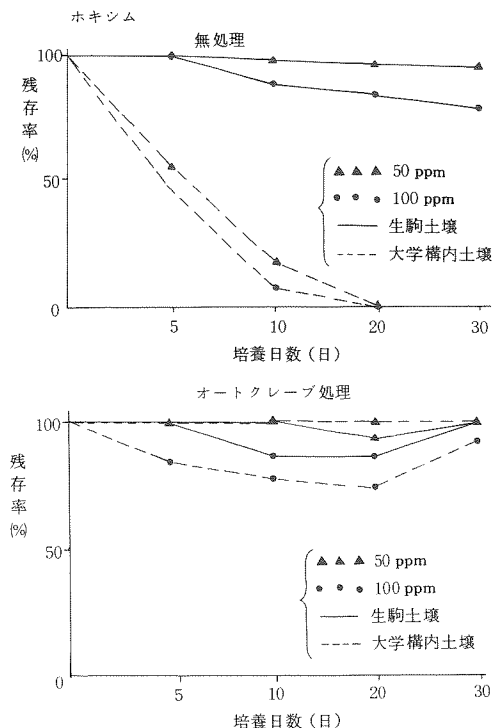 ホキシム
無処理
100
50
0
残存率(%)
▲ ▲ ▲ 50 ppm
● ● ● 100 ppm
生駒土壌
大学構内土壌
5 10 20 30
培養日数（日）
オートクレーブ処理
100
50
0
残存率(%)
▲ ▲ ▲ 50 ppm
● ● ● 100 ppm
生駒土壌
大学構内土壌
5 10 20 30
培養日数（日）